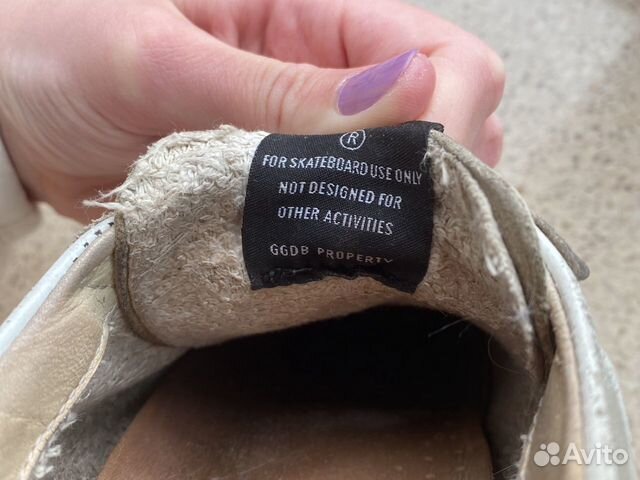 ®
FOR SKATEBOARD USE ONLY
NOT DESIGNED FOR
OTHER ACTIVITIES
GGDB PROPERTY
Avito